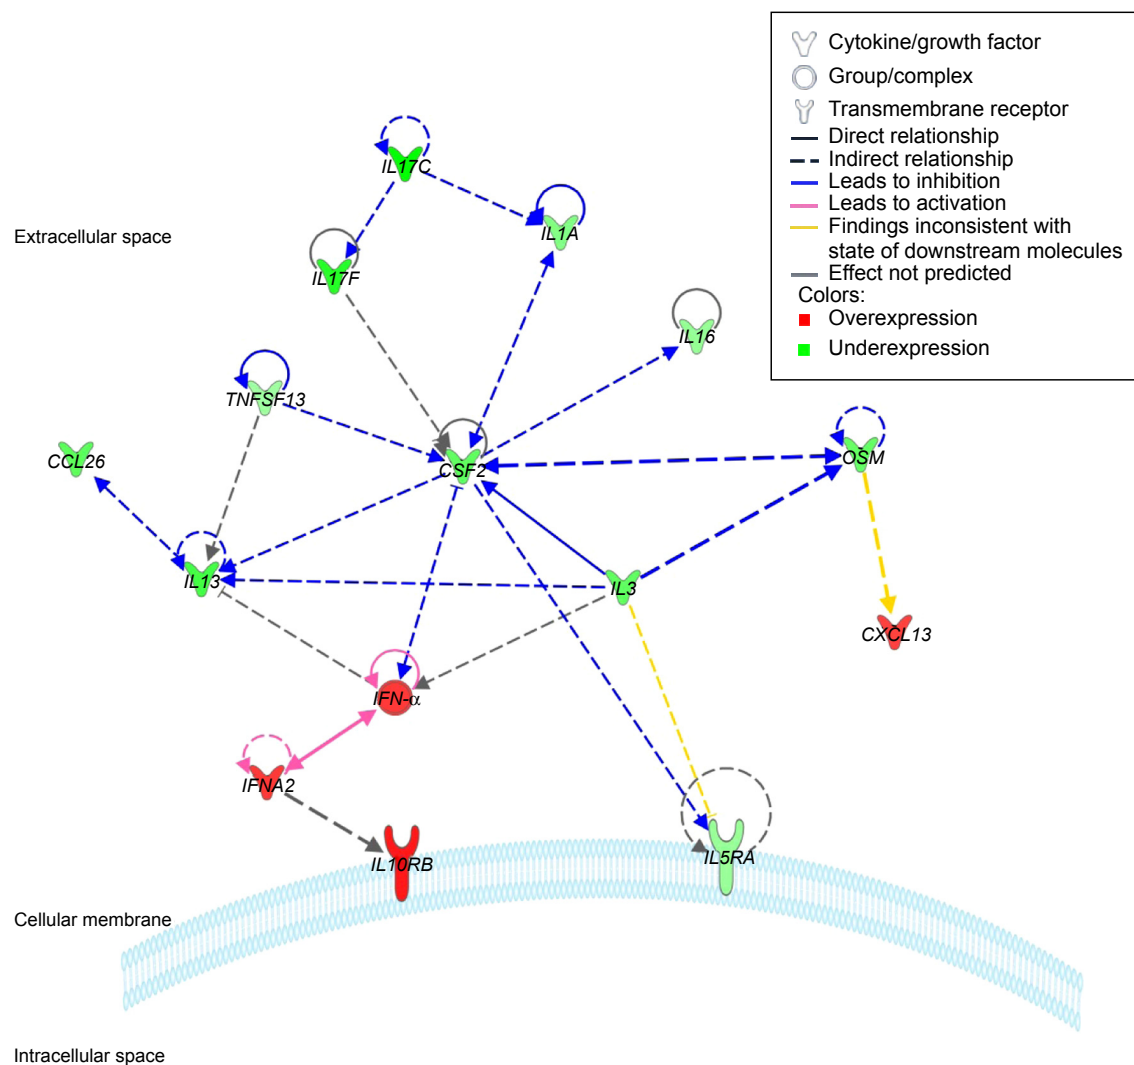 Cytokine/growth factor
Group/complex
Transmembrane receptor
Direct relationship
Indirect relationship
Leads to inhibition
Leads to activation
Findings inconsistent with
state of downstream molecules
Effect not predicted
Colors:
Overexpression
Underexpression
IL17C
Extracellular space
IL1A
IL17F
IL16
TNFSF13
CCL26
CSF2
OSM
IL13
IL3
CXCL13
IFN-α
IFNA2
IL10RB
IL5RA
Cellular membrane
Intracellular space